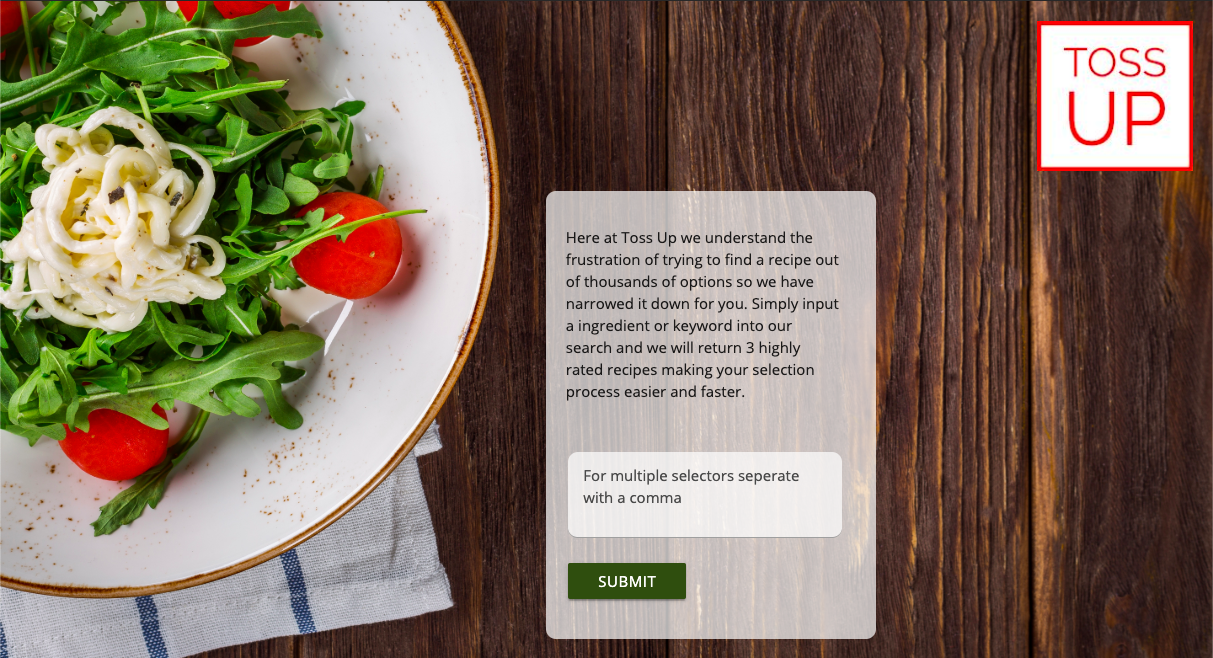 TOSS
UP
Here at Toss Up we understand the
frustration of trying to find a recipe out
of thousands of options so we have
narrowed it down for you. Simply input
a ingredient or keyword into our
search and we will return 3 highly
rated recipes making your selection
process easier and faster.
For multiple selectors seperate
with a comma
SUBMIT